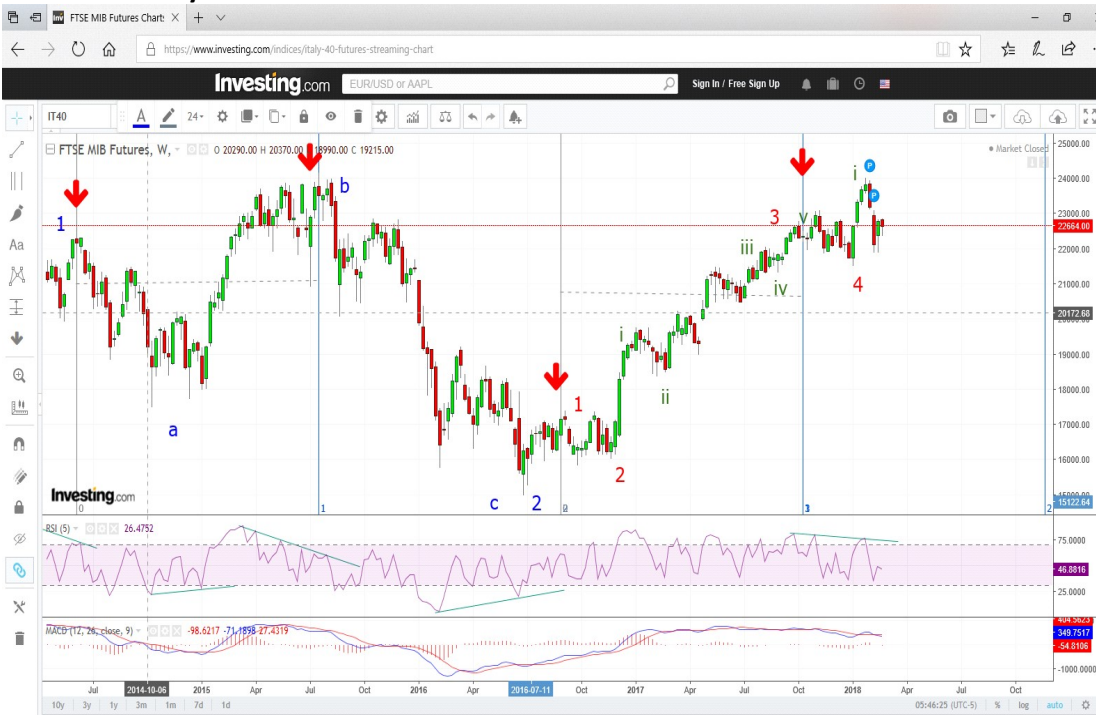 FTSE MIB Futures Chart:
https://www.investing.com/indices/italy-40-futures-streaming-chart
Investing.com EUR/USD or AAPL Sign In / Free Sign Up
IT40 A 24
FTSE MIB Futures, W, O 20290.00 H 20370.00 18990.00 C 19215.00
Market Closed
25000.00
24000.00
23000.00
22664.00
22000.00
21000.00
20172.68
19000.00
18000.00
17000.00
16000.00
15122.64
1 b 3 v i P
P
iii
iv 4
i
ii
a
1
2
c 2
Investing.com
0 1 2
RSI (5) 26.4752
75.0000
46.8816
25.0000
MACD (12, 26, close, 9) -98.6217 -71.1898 27.4319
404.5623
349.7517
-54.8106
-1000.0000
Jul 2014-10-06 2015 Apr Jul Oct 2016 Apr 2016-07-11 Oct 2017 Apr Jul Oct 2018 Apr Jul Oct
10y 3y 1y 3m 1m 7d 1d 05:46:25 (UTC-5) % log auto